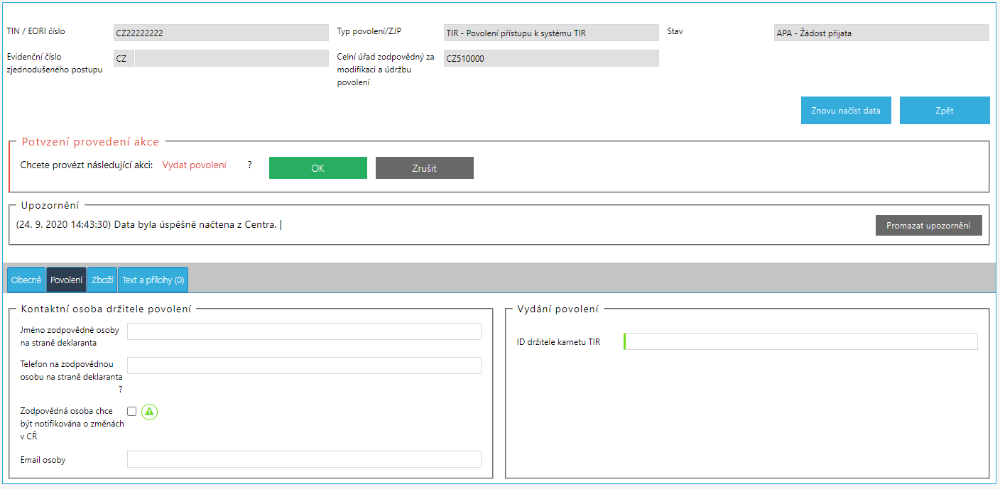 TIN / EORI číslo
CZ22222222
Typ povolení/ZJP
TIR - Povolení přístupu k systému TIR
Stav
APA - Žádost přijata
Evidenční číslo
zjednodušeného postupu
CZ
Celní úřad zodpovědný za
modifikaci a údržbu
povolení
CZ510000
Znovu načíst data
Zpět
Potvzení provedení akce
Chcete provézt následující akci: Vydat povolení ?
OK
Zrušit
Upozornění
(24. 9. 2020 14:43:30) Data byla úspěšně načtena z Centra. |
Promazat upozornění
Obecné
Povolení
Zboží
Text a přílohy (0)
Kontaktní osoba držitele povolení
Jméno zodpovědné osoby
na straně deklaranta
Telefon na zodpovědnou
osobu na straně deklaranta
?
Zodpovědná osoba chce
být notifikována o změnách
v CŘ
Email osoby
Vydání povolení
ID držitele karnetu TIR